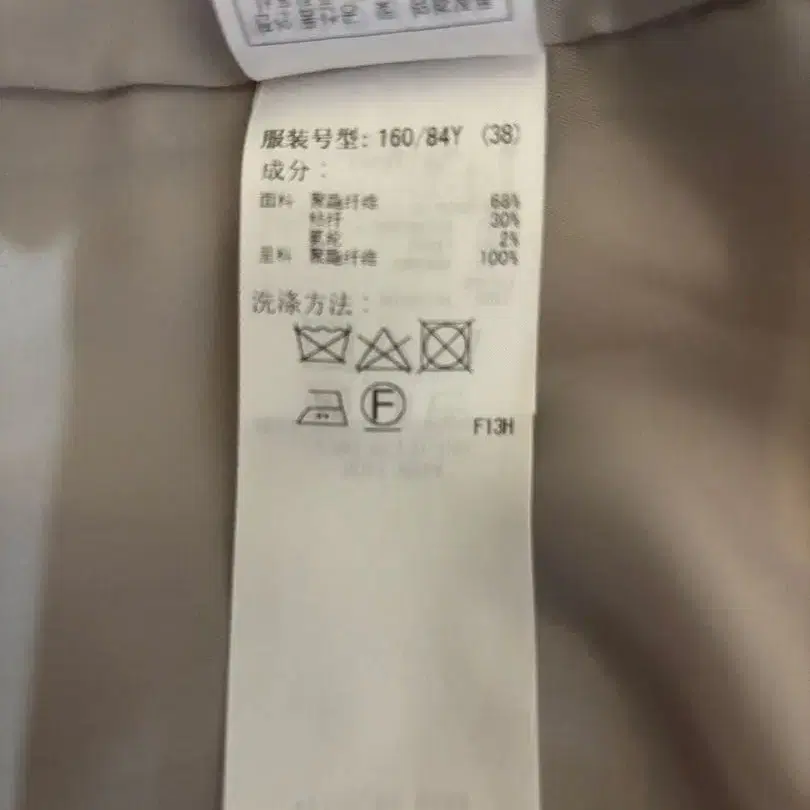 服装号型: 160/84Y (38)
成分:
面料 聚酯纤维 68%
粘纤 30%
氨纶 2%
里料 聚酯纤维 100%
洗涤方法:
F
F13H